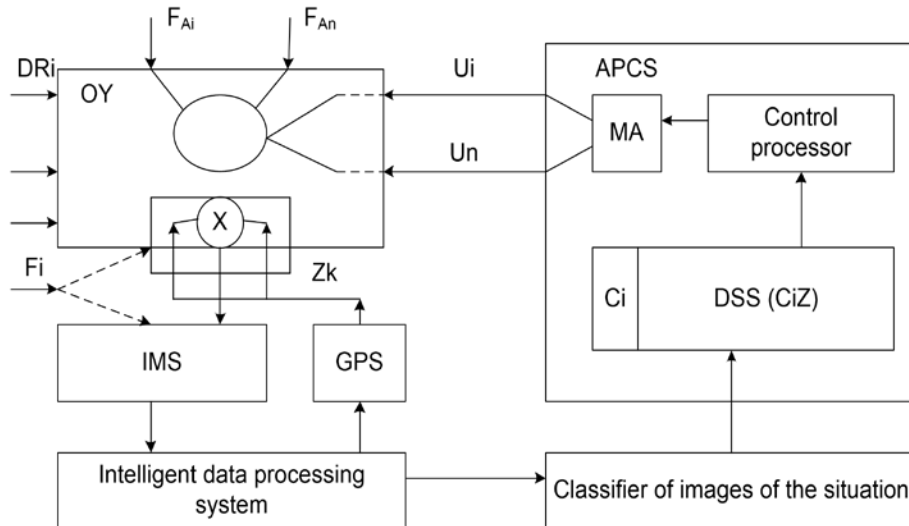 F_Ai F_An
DRi
OY
Ui
APCS
MA
Control
processor
Un
X
Fi
Zk
Ci
DSS (CiZ)
IMS
GPS
Intelligent data processing
system
Classifier of images of the situation